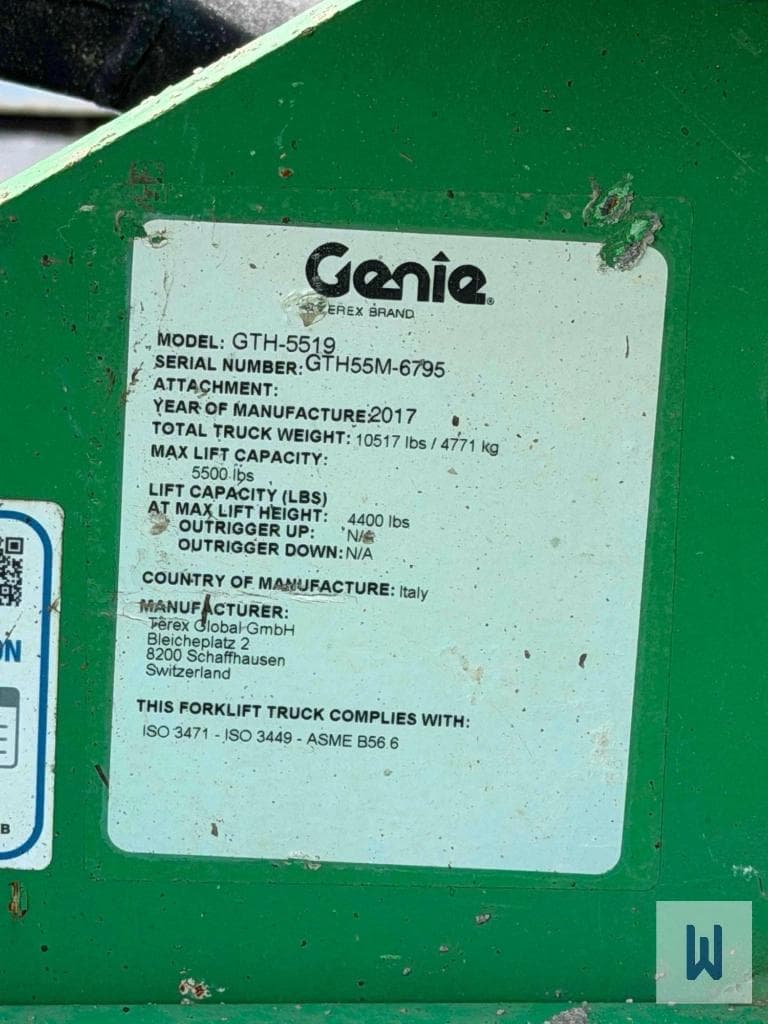 Genie
EREX BRAND
MODEL: GTH-5519
SERIAL NUMBER: GTH55M-6795
ATTACHMENT:
YEAR OF MANUFACTURE: 2017
TOTAL TRUCK WEIGHT: 10517 lbs / 4771 kg
MAX LIFT CAPACITY:
5500 lbs
LIFT CAPACITY (LBS)
AT MAX LIFT HEIGHT: 4400 lbs
OUTRIGGER UP: N/A
OUTRIGGER DOWN: N/A
COUNTRY OF MANUFACTURE: Italy
MANUFACTURER:
Terex Global GmbH
Bleicheplatz 2
8200 Schaffhausen
Switzerland
THIS FORKLIFT TRUCK COMPLIES WITH:
ISO 3471 - ISO 3449 - ASME B56.6
ON
B
W